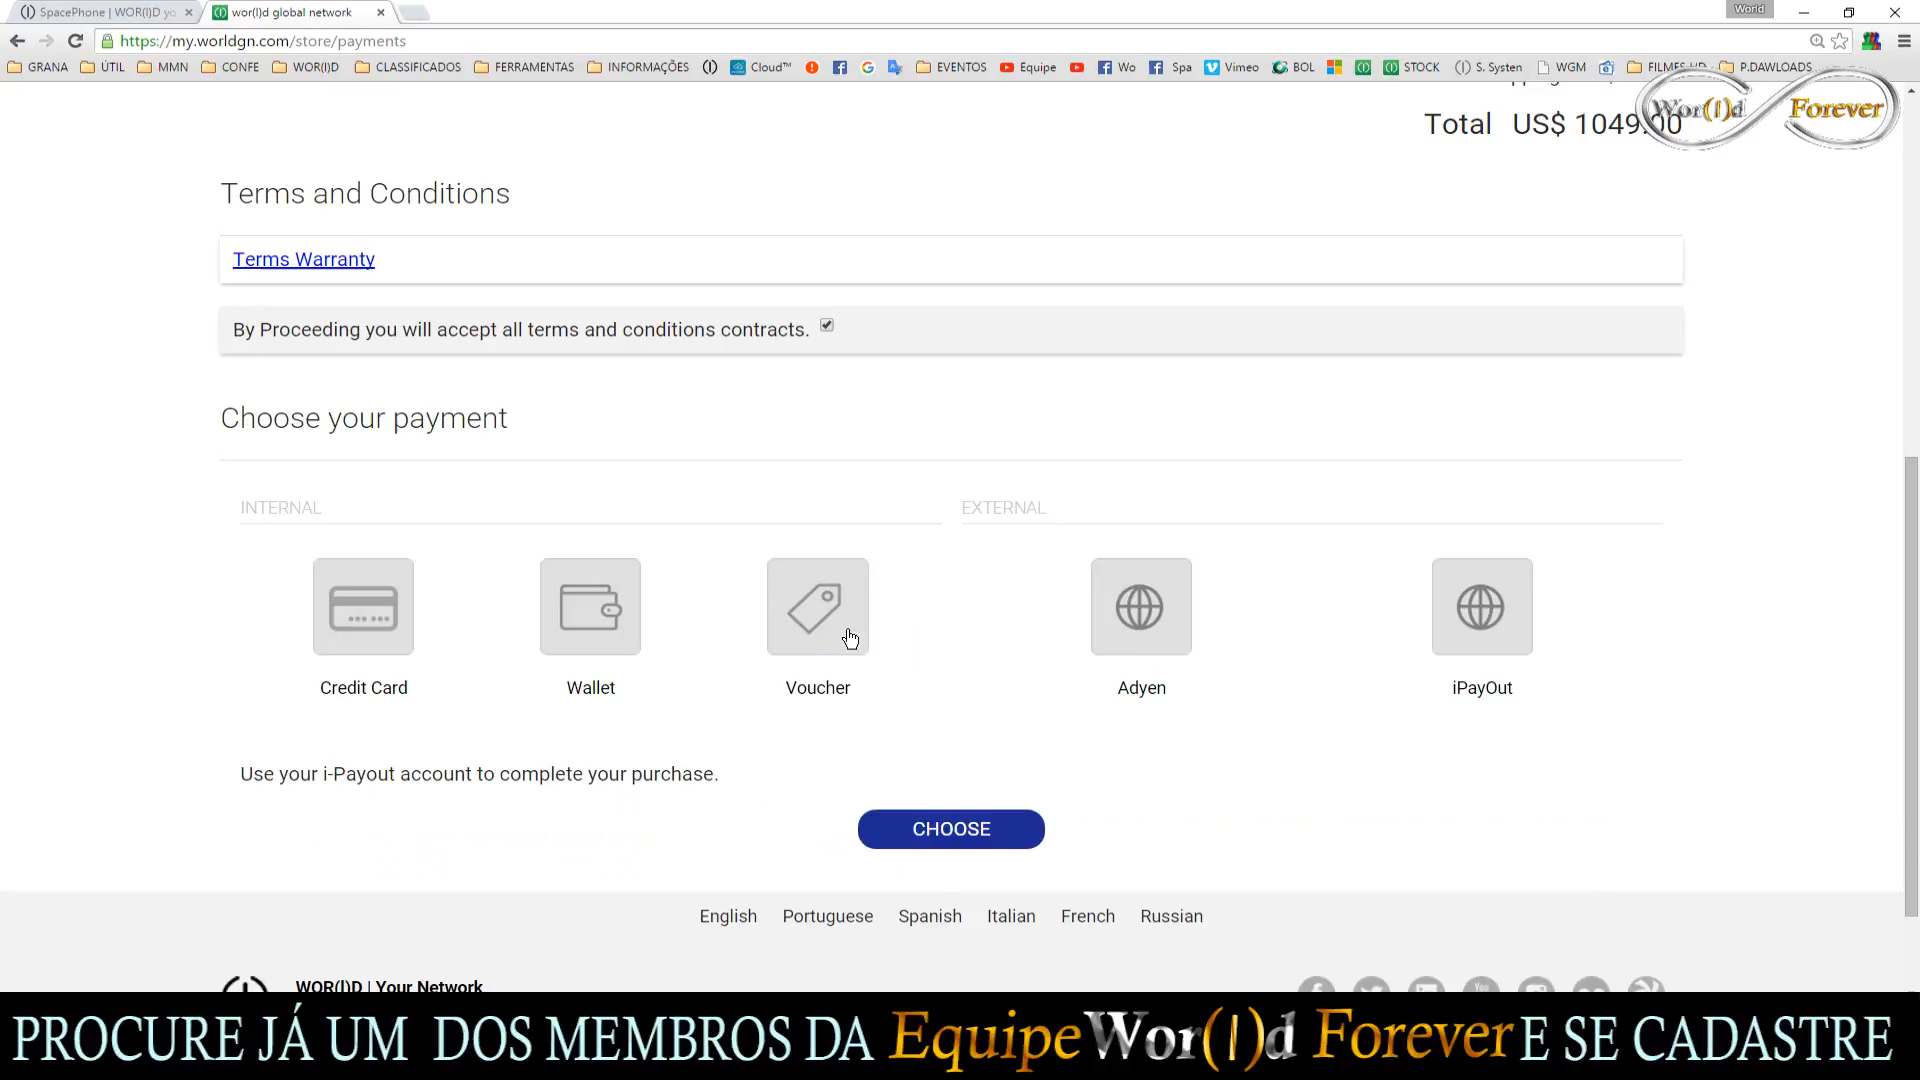 SpacePhone | WOR(I)D yo
wor(l)d global network
World
https://my.worldgn.com/store/payments
GRANA ÚTIL MMN CONFE WOR(I)D CLASSIFICADOS FERRAMENTAS INFORMAÇÕES Cloud™ EVENTOS Equipe Wo Spa Vimeo BOL STOCK S. Systen WGM FILMES HD P.DAWLOADS
Total US$ 1049.00
Wor(l)d Forever
Terms and Conditions
Terms Warranty
By Proceeding you will accept all terms and conditions contracts.
Choose your payment
INTERNAL EXTERNAL
Credit Card Wallet Voucher Adyen iPayOut
Use your i-Payout account to complete your purchase.
CHOOSE
English Portuguese Spanish Italian French Russian
WOR(l)D | Your Network
PROCURE JÁ UM DOS MEMBROS DA EquipeWor(l)d Forever E SE CADASTRE